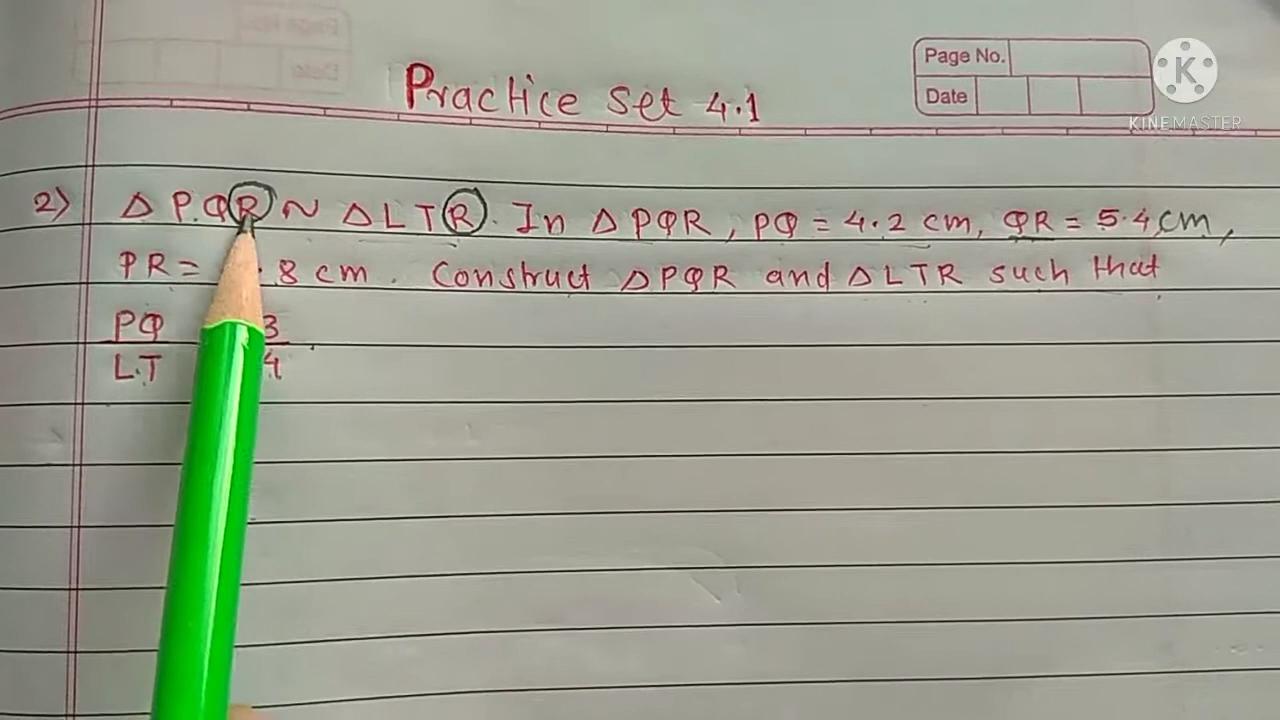 Page No.
Date
K
KINEMASTER
Practice Set 4.1
2) Δ PQR ~ Δ LTR. In Δ PQR, PQ = 4.2 cm, QR = 5.4 cm,
PR = .8 cm. Construct Δ PQR and Δ LTR such that
PQ 3
LT 4